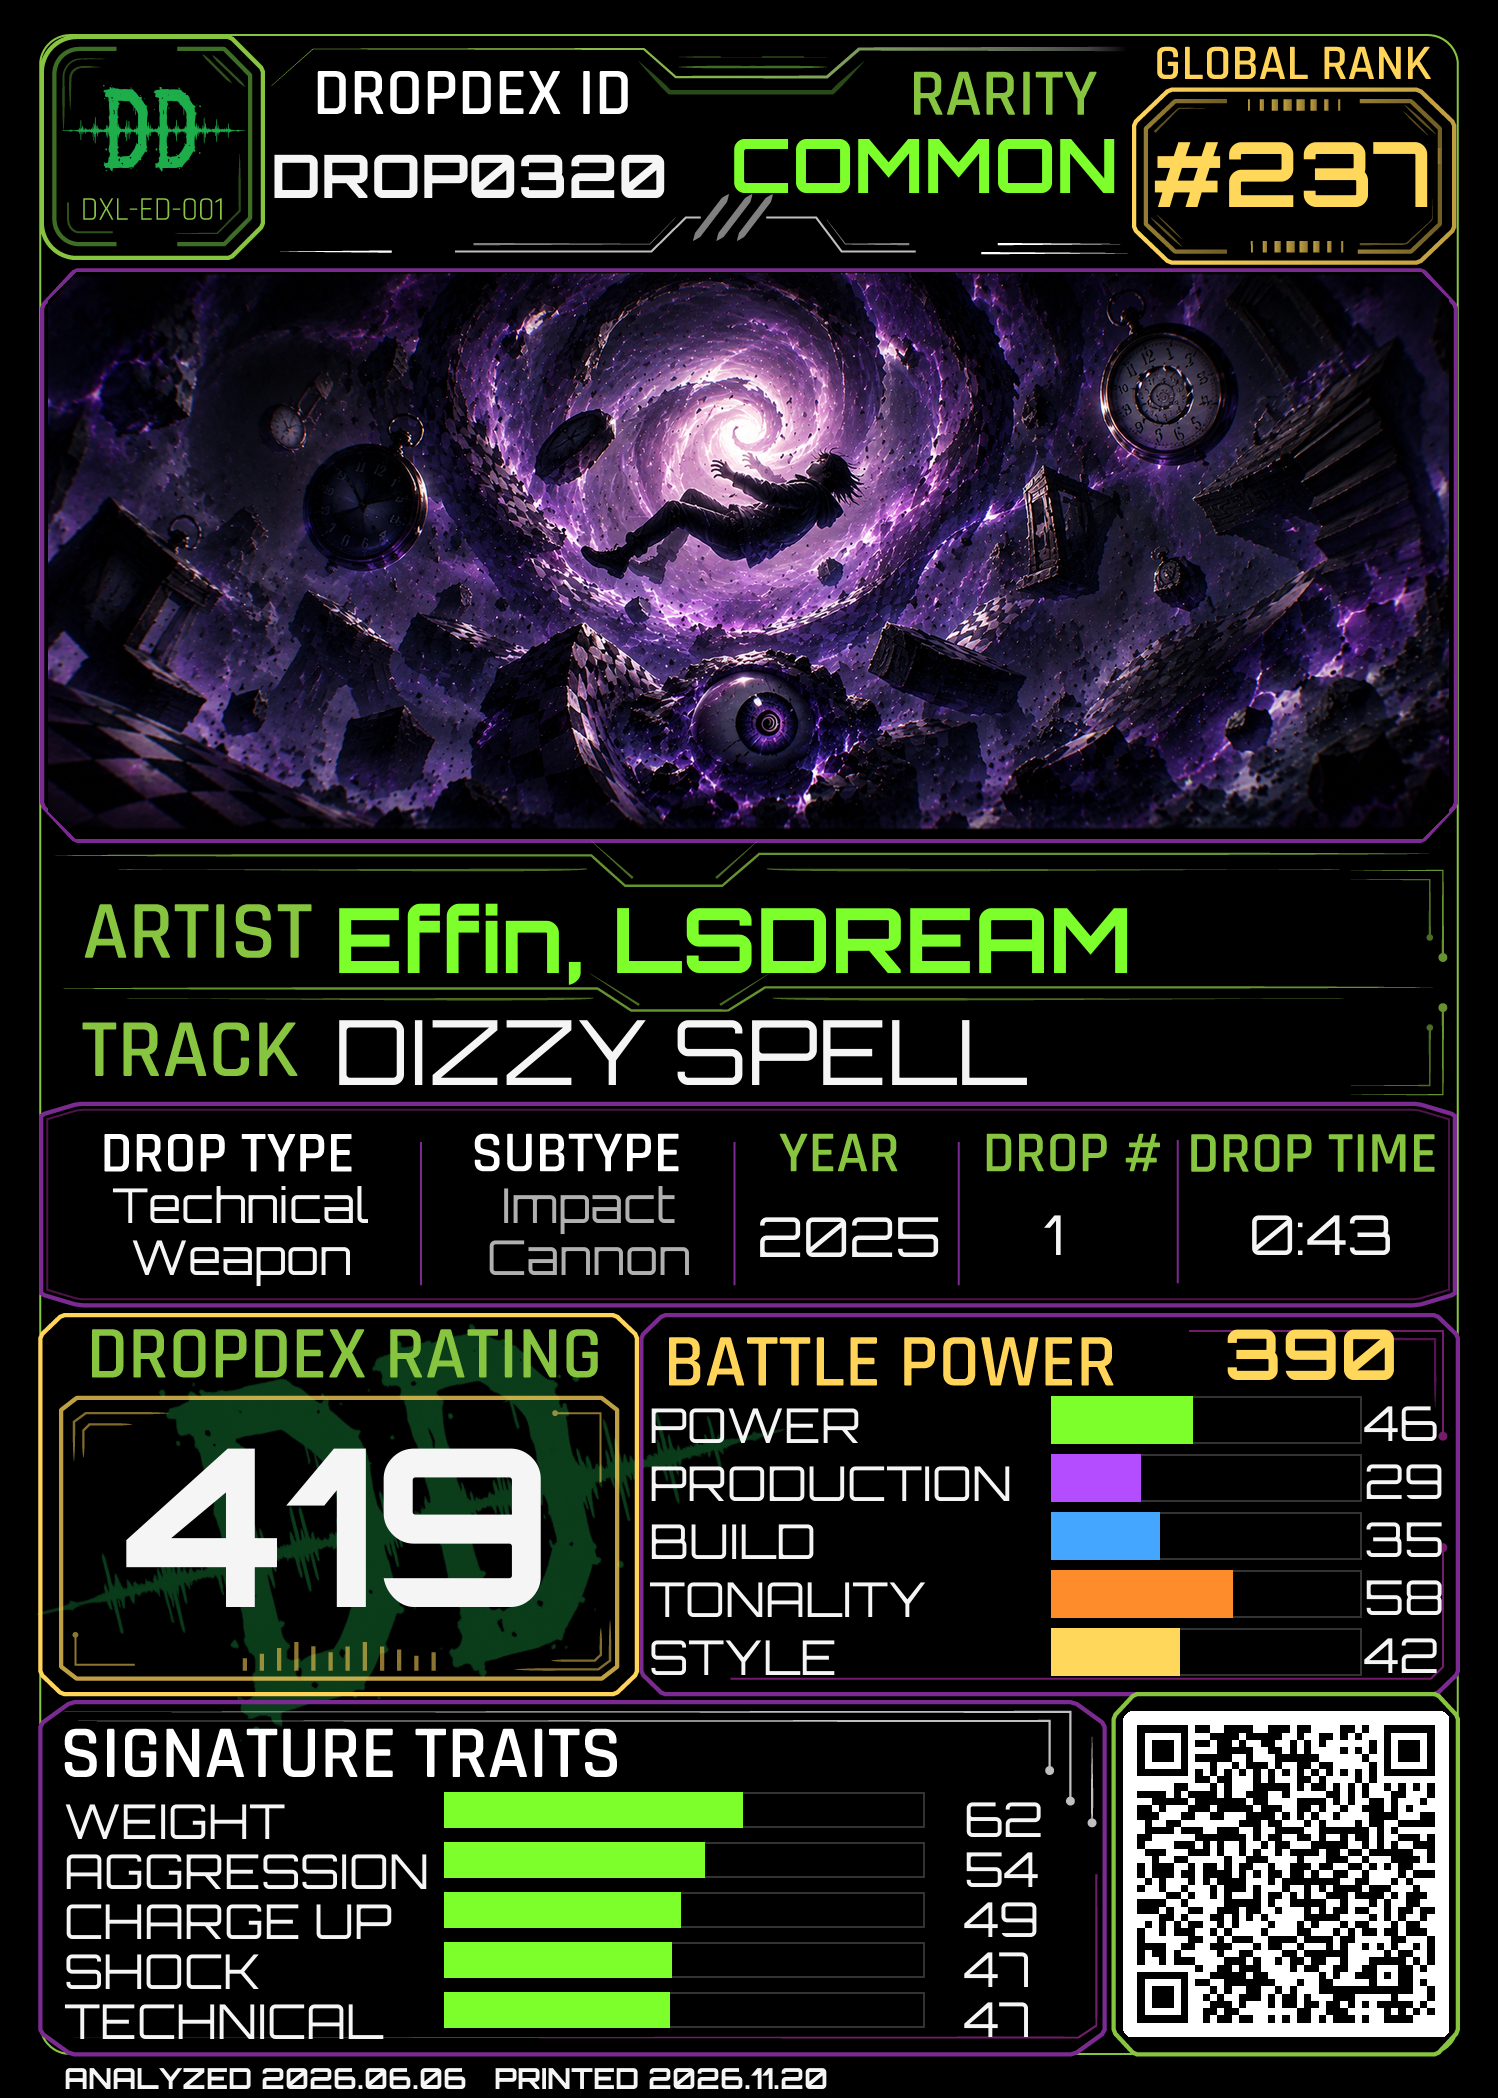 DD
DXL-ED-001
DROPDEX ID
DROP0320
RARITY
COMMON
GLOBAL RANK
#237
ARTIST Effin, LSDREAM
TRACK DIZZY SPELL
DROP TYPE
Technical
Weapon
SUBTYPE
Impact
Cannon
YEAR
2025
DROP #
1
DROP TIME
0:43
DROPDEX RATING
419
BATTLE POWER 390
POWER 46
PRODUCTION 29
BUILD 35
TONALITY 58
STYLE 42
SIGNATURE TRAITS
WEIGHT 62
AGGRESSION 54
CHARGE UP 49
SHOCK 47
TECHNICAL 47
ANALYZED 2026.06.06 PRINTED 2026.11.20